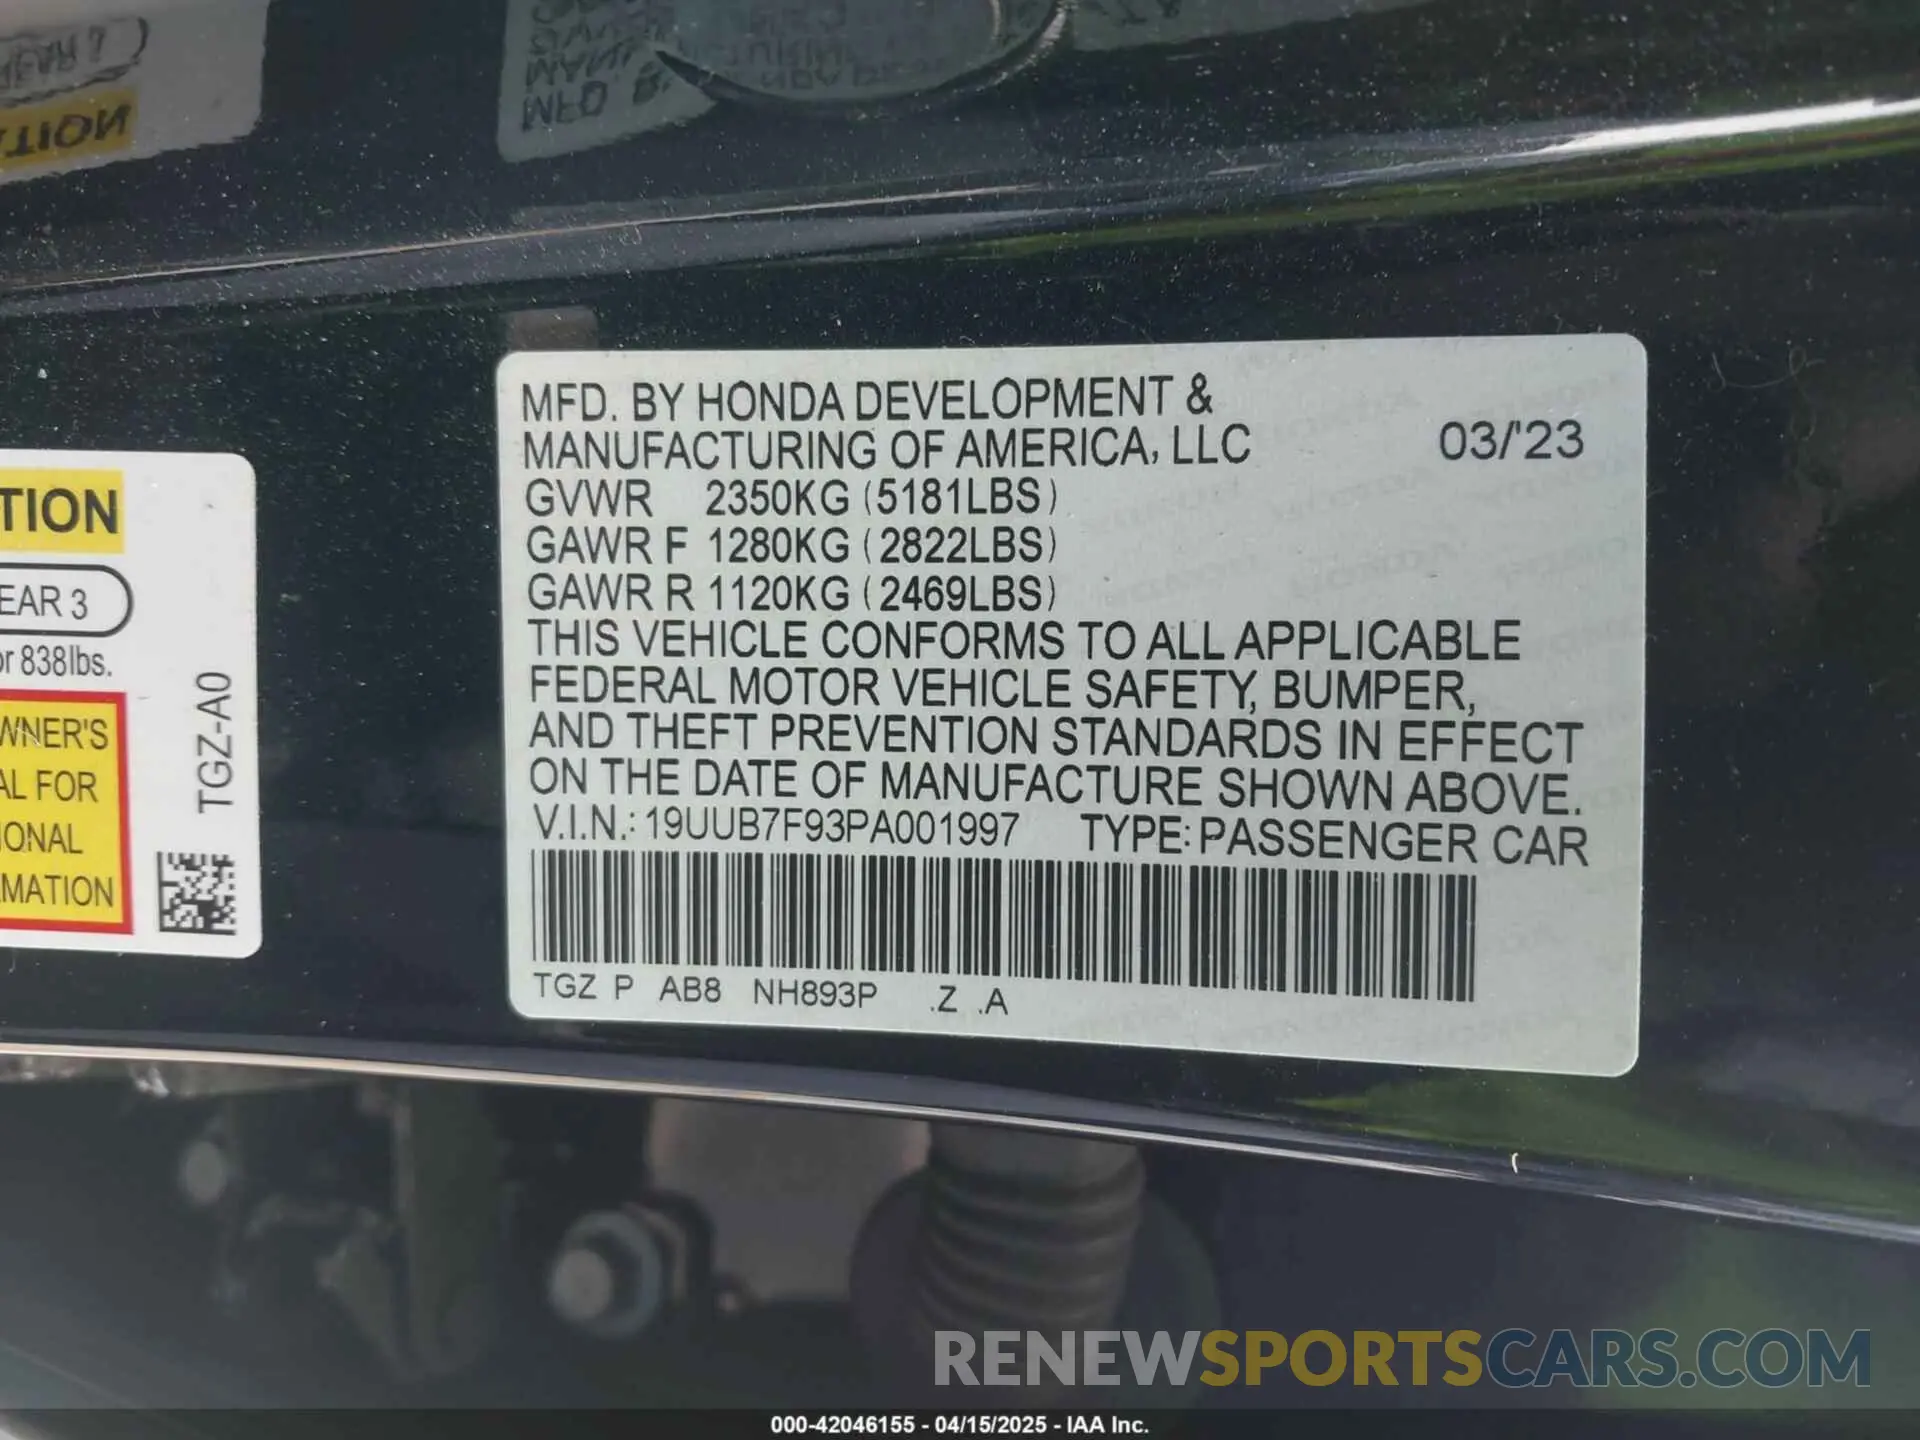 TION
EAR 3
or 838lbs.
WNER'S
AL FOR
IONAL
MATION
TGZ-A0
MFD. BY HONDA DEVELOPMENT &
MANUFACTURING OF AMERICA, LLC 03/'23
GVWR 2350KG (5181LBS)
GAWR F 1280KG (2822LBS)
GAWR R 1120KG (2469LBS)
THIS VEHICLE CONFORMS TO ALL APPLICABLE
FEDERAL MOTOR VEHICLE SAFETY, BUMPER,
AND THEFT PREVENTION STANDARDS IN EFFECT
ON THE DATE OF MANUFACTURE SHOWN ABOVE.
V.I.N.: 19UUB7F93PA001997 TYPE: PASSENGER CAR
TGZ P AB8 NH893P .Z .A
RENEWSPORTSCARS.COM
000-42046155 - 04/15/2025 - IAA Inc.